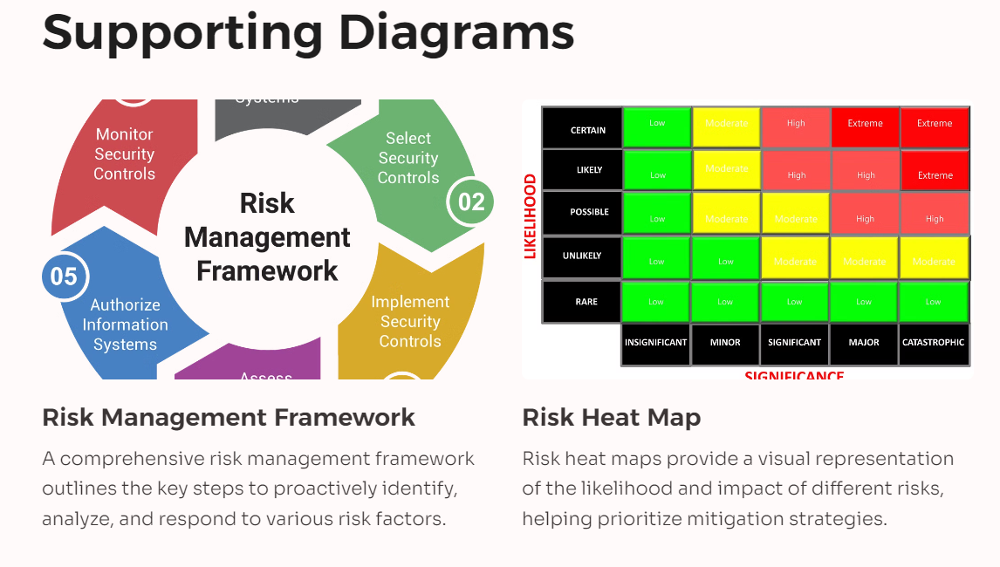 Supporting Diagrams
Systems
Monitor
Security
Controls
Select
Security
Controls
02
Risk
Management
Framework
05
Authorize
Information
Systems
Implement
Security
Controls
Assess
LIKELIHOOD
CERTAIN Low Moderate High Extreme Extreme
LIKELY Low Moderate High High Extreme
POSSIBLE Low Moderate Moderate High High
UNLIKELY Low Low Moderate Moderate Moderate
RARE Low Low Low Low Low
INSIGNIFICANT MINOR SIGNIFICANT MAJOR CATASTROPHIC
SIGNIFICANCE
Risk Management Framework
A comprehensive risk management framework
outlines the key steps to proactively identify,
analyze, and respond to various risk factors.
Risk Heat Map
Risk heat maps provide a visual representation
of the likelihood and impact of different risks,
helping prioritize mitigation strategies.